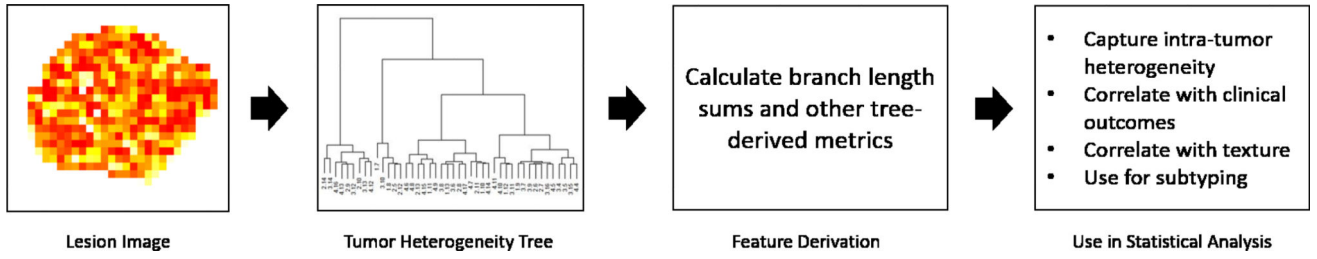 Calculate branch length
sums and other tree-
derived metrics
• Capture intra-tumor
heterogeneity
• Correlate with clinical
outcomes
• Correlate with texture
• Use for subtyping
Lesion Image
Tumor Heterogeneity Tree
Feature Derivation
Use in Statistical Analysis